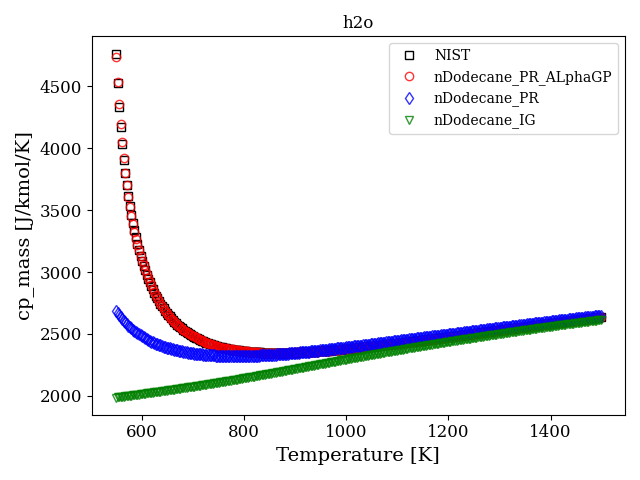 h2o
NIST
nDodecane_PR_ALphaGP
nDodecane_PR
nDodecane_IG
cp_mass [J/kmol/K]
4500
4000
3500
3000
2500
2000
600
800
1000
1200
1400
Temperature [K]